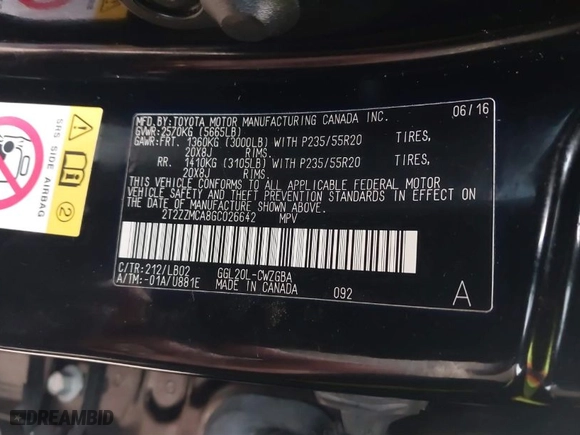 MFD.BY:TOYOTA MOTOR MANUFACTURING CANADA INC. 06/16
GVWR:2570KG (5665LB)
GAWR:FRT. 1360KG (3000LB) WITH P235/55R20 TIRES,
20X8J RIMS.
RR. 1410KG (3105LB) WITH P235/55R20 TIRES,
20X8J RIMS.
THIS VEHICLE CONFORMS TO ALL APPLICABLE FEDERAL MOTOR
VEHICLE SAFETY AND THEFT PREVENTION STANDARDS IN EFFECT ON
THE DATE OF MANUFACTURE SHOWN ABOVE.
2T2ZZMCA8GC026642 MPV
C/TR:212/LB02 GGL20L-CWZGBA
A/TM:-01A/U881E MADE IN CANADA 092 A
SRS SIDE AIRBAG
2
DREAMBID